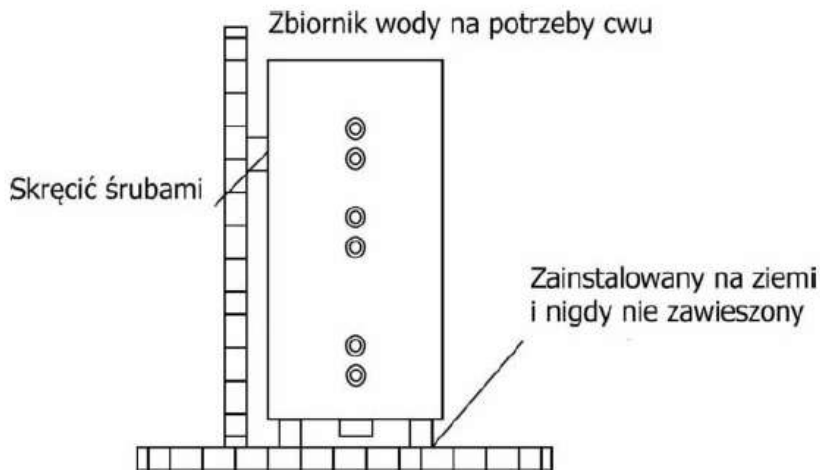 Zbiornik wody na potrzeby cwu
Skręcić śrubami
Zainstalowany na ziemi
i nigdy nie zawieszony